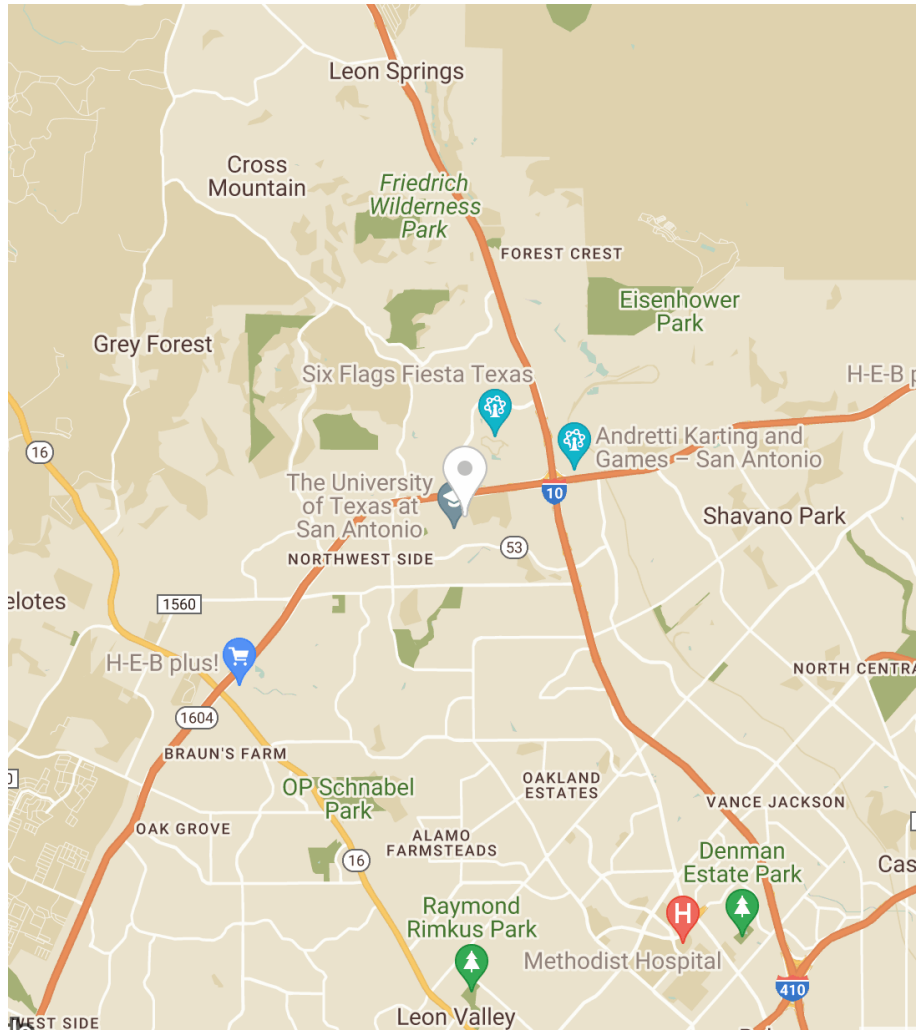 Leon Springs
Cross
Mountain
Friedrich
Wilderness
Park
FOREST CREST
Eisenhower
Park
Grey Forest
Six Flags Fiesta Texas
H-E-B p
16
Andretti Karting and
Games – San Antonio
The University
of Texas at
San Antonio
10
Shavano Park
53
NORTHWEST SIDE
elotes
1560
H-E-B plus!
NORTH CENTRA
1604
BRAUN'S FARM
OAKLAND
ESTATES
OP Schnabel
Park
VANCE JACKSON
OAK GROVE
ALAMO
FARMSTEADS
16
Denman
Estate Park
Cas
Raymond
Rimkus Park
H
Methodist Hospital
410
Leon Valley
WEST SIDE